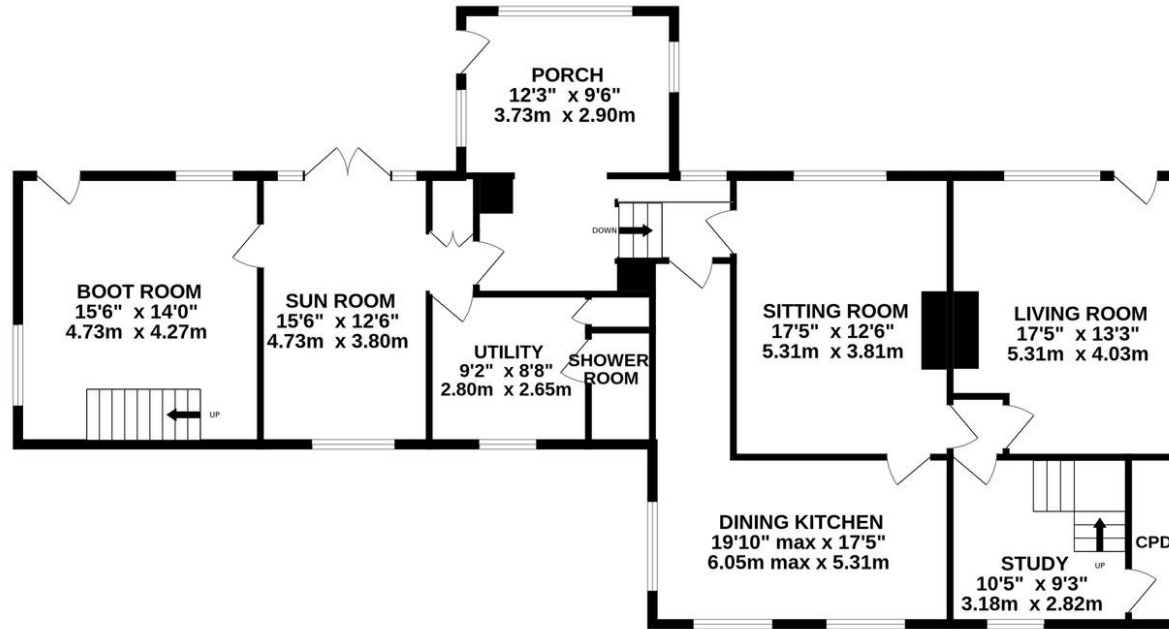 PORCH
12'3" x 9'6"
3.73m x 2.90m
DOWN
BOOT ROOM
15'6" x 14'0"
4.73m x 4.27m
UP
SUN ROOM
15'6" x 12'6"
4.73m x 3.80m
UTILITY
9'2" x 8'8"
2.80m x 2.65m
SHOWER
ROOM
SITTING ROOM
17'5" x 12'6"
5.31m x 3.81m
LIVING ROOM
17'5" x 13'3"
5.31m x 4.03m
DINING KITCHEN
19'10" max x 17'5"
6.05m max x 5.31m
STUDY
10'5" x 9'3"
3.18m x 2.82m
UP
CPD